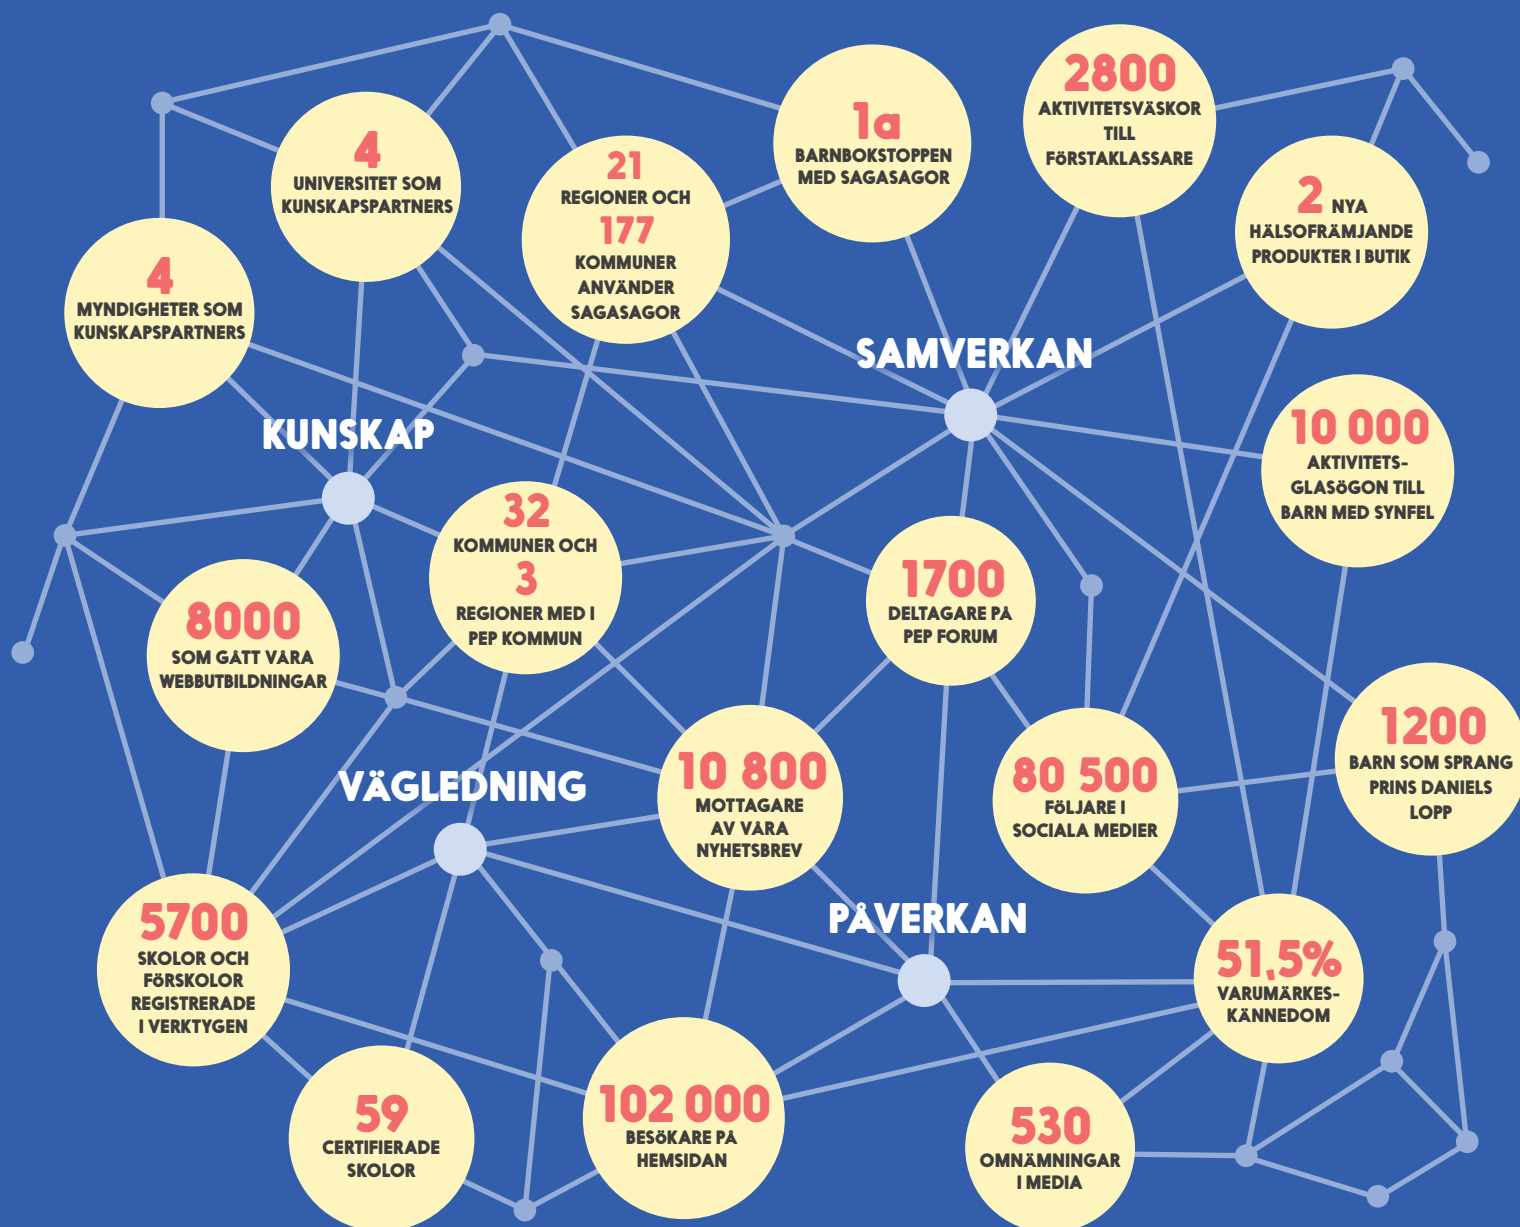 4
UNIVERSITET SOM
KUNSKAPSPARTNERS
21
REGIONER OCH
177
KOMMUNER
ANVÄNDER
SAGASAGOR
1a
BARNBOKSTOPPEN
MED SAGASAGOR
2800
AKTIVITETSVÄSKOR
TILL
FÖRSTAKLASSARE
2 NYA
HÄLSOFRÄMJANDE
PRODUKTER I BUTIK
4
MYNDIGHETER SOM
KUNSKAPSPARTNERS
SAMVERKAN
KUNSKAP
10 000
AKTIVITETS-
GLASÖGON TILL
BARN MED SYNFEL
32
KOMMUNER OCH
3
REGIONER MED I
PEP KOMMUN
1700
DELTAGARE PÅ
PEP FORUM
8000
SOM GÅTT VÅRA
WEBBUTBILDNINGAR
1200
BARN SOM SPRANG
PRINS DANIELS
LOPP
VÄGLEDNING
10 800
MOTTAGARE
AV VÅRA
NYHETSBREV
80 500
FÖLJARE I
SOCIALA MEDIER
PÅVERKAN
5700
SKOLOR OCH
FÖRSKOLOR
REGISTRERADE
I VERKTYGEN
51,5%
VARUMÄRKES-
KÄNNEDOM
59
CERTIFIERADE
SKOLOR
102 000
BESÖKARE PÅ
HEMSIDAN
530
OMNÄMNINGAR
I MEDIA